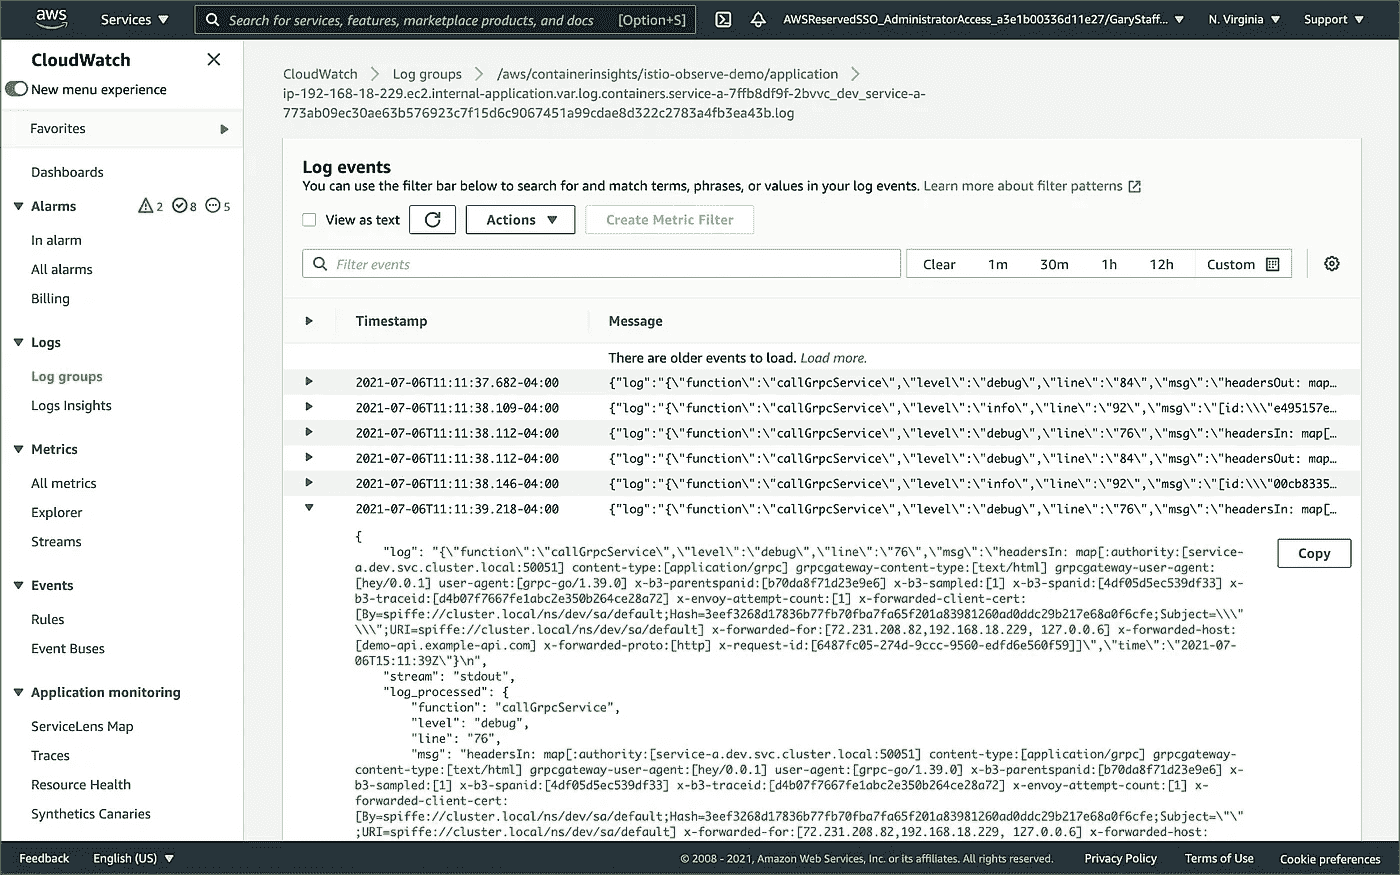 aws
Services ▼
Search for services, features, marketplace products, and docs [Option+S]
AWSReservedSSO_AdministratorAccess_a3e1b00336d11e27/GaryStaff... ▼
N. Virginia ▼
Support ▼
CloudWatch
New menu experience
Favorites
Dashboards
Alarms 2 8 5
In alarm
All alarms
Billing
Logs
Log groups
Logs Insights
Metrics
All metrics
Explorer
Streams
Events
Rules
Event Buses
Application monitoring
ServiceLens Map
Traces
Resource Health
Synthetics Canaries
CloudWatch > Log groups > /aws/containerinsights/istio-observe-demo/application >
ip-192-168-18-229.ec2.internal-application.var.log.containers.service-a-7ffb8df9f-2bvvc_dev_service-a-
773ab09ec30ae63b576923c7f15d6c9067451a99cdae8d322c2783a4fb3ea43b.log
Log events
You can use the filter bar below to search for and match terms, phrases, or values in your log events. Learn more about filter patterns
View as text
Actions ▼
Create Metric Filter
Filter events
Clear 1m 30m 1h 12h Custom
Timestamp Message
There are older events to load. Load more.
2021-07-06T11:11:37.682-04:00 {"log":"{\"function\":\"callGrpcService\",\"level\":\"debug\",\"line\":\"84\",\"msg\":\"headersOut: map…
2021-07-06T11:11:38.109-04:00 {"log":"{\"function\":\"callGrpcService\",\"level\":\"info\",\"line\":\"92\",\"msg\":\"[id:\\\"e495157e…
2021-07-06T11:11:38.112-04:00 {"log":"{\"function\":\"callGrpcService\",\"level\":\"debug\",\"line\":\"76\",\"msg\":\"headersIn: map[…
2021-07-06T11:11:38.112-04:00 {"log":"{\"function\":\"callGrpcService\",\"level\":\"debug\",\"line\":\"84\",\"msg\":\"headersOut: map…
2021-07-06T11:11:38.146-04:00 {"log":"{\"function\":\"callGrpcService\",\"level\":\"info\",\"line\":\"92\",\"msg\":\"[id:\\\"00cb8335…
2021-07-06T11:11:39.218-04:00 {"log":"{\"function\":\"callGrpcService\",\"level\":\"debug\",\"line\":\"76\",\"msg\":\"headersIn: map[…
{
Copy
"log": "{\"function\":\"callGrpcService\",\"level\":\"debug\",\"line\":\"76\",\"msg\":\"headersIn: map[:authority:[service-
a.dev.svc.cluster.local:50051] content-type:[application/grpc] grpcgateway-content-type:[text/html] grpcgateway-user-agent:
[hey/0.0.1] user-agent:[grpc-go/1.39.0] x-b3-parentspanid:[b70da8f71d23e9e6] x-b3-sampled:[1] x-b3-spanid:[4df05d5ec539df33] x-
b3-traceid:[d4b07f7667fe1abc2e350b264ce28a72] x-envoy-attempt-count:[1] x-forwarded-client-cert:
[By=spiffe://cluster.local/ns/dev/sa/default;Hash=3eef3268d17836b77fb70fba7fa65f201a83981260ad0ddc29b217e68a0f6cfe;Subject=\\\"
\\\";URI=spiffe://cluster.local/ns/dev/sa/default] x-forwarded-for:[72.231.208.82,192.168.18.229, 127.0.0.6] x-forwarded-host:
[demo-api.example-api.com] x-forwarded-proto:[http] x-request-id:[6487fc05-274d-9ccc-9560-edfd6e560f59]]\",\"time\":\"2021-07-
06T15:11:39Z\"}\n",
"stream": "stdout",
"log_processed": {
"function": "callGrpcService",
"level": "debug",
"line": "76",
"msg": "headersIn: map[:authority:[service-a.dev.svc.cluster.local:50051] content-type:[application/grpc] grpcgateway-
content-type:[text/html] grpcgateway-user-agent:[hey/0.0.1] user-agent:[grpc-go/1.39.0] x-b3-parentspanid:[b70da8f71d23e9e6] x-
b3-sampled:[1] x-b3-spanid:[4df05d5ec539df33] x-b3-traceid:[d4b07f7667fe1abc2e350b264ce28a72] x-envoy-attempt-count:[1] x-
forwarded-client-cert:
[By=spiffe://cluster.local/ns/dev/sa/default;Hash=3eef3268d17836b77fb70fba7fa65f201a83981260ad0ddc29b217e68a0f6cfe;Subject=\"\"
;URI=spiffe://cluster.local/ns/dev/sa/default] x-forwarded-for:[72.231.208.82,192.168.18.229, 127.0.0.6] x-forwarded-host:
Feedback English (US) ▼ © 2008 - 2021, Amazon Web Services, Inc. or its affiliates. All rights reserved. Privacy Policy Terms of Use Cookie preferences